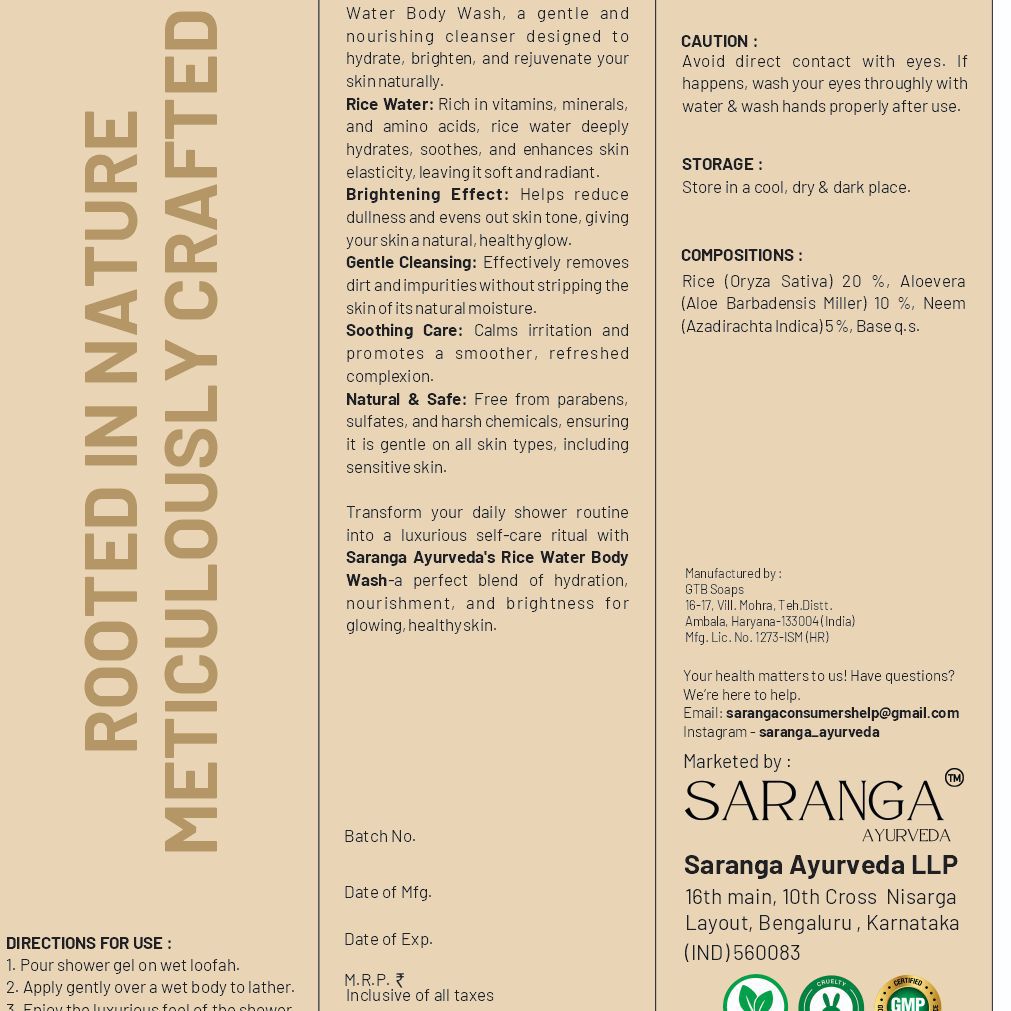 ROOTED IN NATURE
METICULOUSLY CRAFTED
DIRECTIONS FOR USE :
1. Pour shower gel on wet loofah.
2. Apply gently over a wet body to lather.
3. Enjoy the luxurious feel of the shower
Water Body Wash, a gentle and
nourishing cleanser designed to
hydrate, brighten, and rejuvenate your
skin naturally.
Rice Water: Rich in vitamins, minerals,
and amino acids, rice water deeply
hydrates, soothes, and enhances skin
elasticity, leaving it soft and radiant.
Brightening Effect: Helps reduce
dullness and evens out skin tone, giving
your skin a natural, healthy glow.
Gentle Cleansing: Effectively removes
dirt and impurities without stripping the
skin of its natural moisture.
Soothing Care: Calms irritation and
promotes a smoother, refreshed
complexion.
Natural & Safe: Free from parabens,
sulfates, and harsh chemicals, ensuring
it is gentle on all skin types, including
sensitive skin.
Transform your daily shower routine
into a luxurious self-care ritual with
Saranga Ayurveda's Rice Water Body
Wash-a perfect blend of hydration,
nourishment, and brightness for
glowing, healthy skin.
Batch No.
Date of Mfg.
Date of Exp.
M.R.P. ₹
Inclusive of all taxes
CAUTION :
Avoid direct contact with eyes. If
happens, wash your eyes throughly with
water & wash hands properly after use.
STORAGE :
Store in a cool, dry & dark place.
COMPOSITIONS :
Rice (Oryza Sativa) 20 %, Aloevera
(Aloe Barbadensis Miller) 10 %, Neem
(Azadirachta Indica) 5 %, Base q.s.
Manufactured by :
GTB Soaps
16-17, Vill. Mohra, Teh.Distt.
Ambala, Haryana-133004 (India)
Mfg. Lic. No. 1273-ISM (HR)
Your health matters to us! Have questions?
We're here to help.
Email: sarangaconsumershelp@gmail.com
Instagram - saranga_ayurveda
Marketed by :
SARANGA TM
AYURVEDA
Saranga Ayurveda LLP
16th main, 10th Cross Nisarga
Layout, Bengaluru , Karnataka
(IND) 560083
CRUELTY
CERTIFIED
GMP